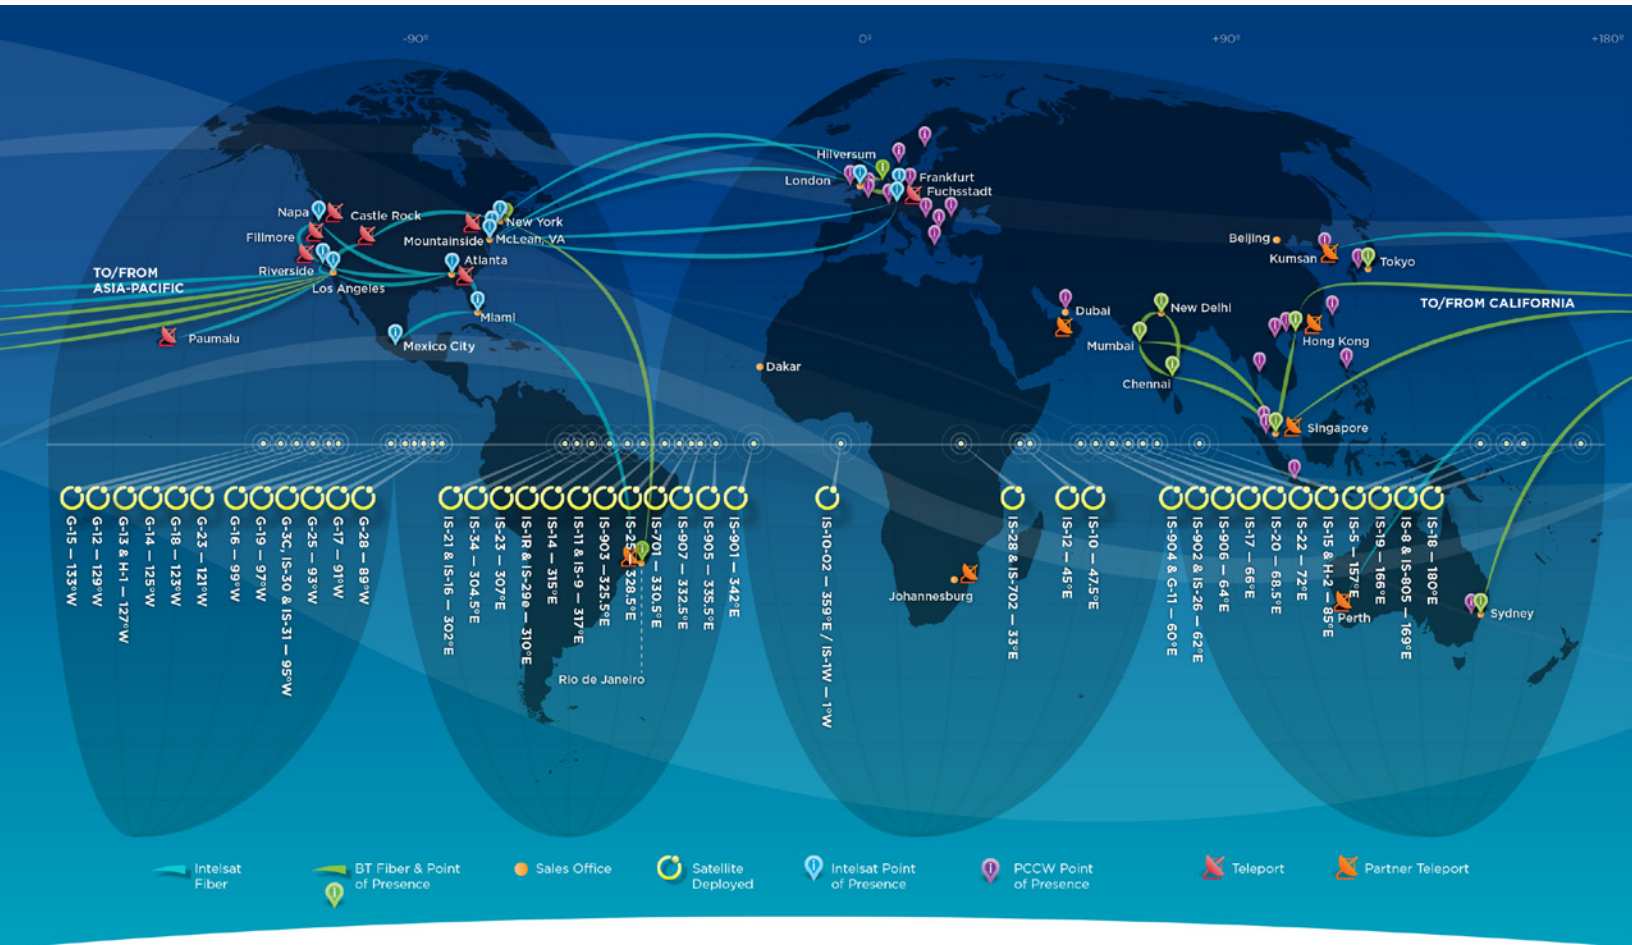 -90º
0º
+90º
+180º
Hilversum
London
Frankfurt
Fuchsstadt
Napa
Castle Rock
New York
Fillmore
Mountainside
McLean, VA
Riverside
Atlanta
Los Angeles
TO/FROM
ASIA-PACIFIC
Miami
Paumalu
Mexico City
Beijing
Kumsan
Tokyo
TO/FROM CALIFORNIA
Dubai
New Delhi
Mumbai
Hong Kong
Chennai
Dakar
Singapore
G-15 — 133°W
G-12 — 129°W
G-13 & H-1 — 127°W
G-14 — 125°W
G-18 — 123°W
G-23 — 121°W
G-16 — 99°W
G-19 — 97°W
G-3C, IS-30 & IS-31 — 95°W
G-25 — 93°W
G-17 — 91°W
G-28 — 89°W
IS-21 & IS-16 — 302°E
IS-34 — 304.5°E
IS-23 — 307°E
IS-1R & IS-29e — 310°E
IS-14 — 315°E
IS-11 & IS-9 — 317°E
IS-903 — 325.5°E
IS-25 — 328.5°E
IS-701 — 330.5°E
IS-907 — 332.5°E
IS-905 — 335.5°E
IS-901 — 342°E
IS-10-02 — 359°E / IS-1W — 1°W
IS-28 & IS-702 — 33°E
IS-12 — 45°E
IS-10 — 47.5°E
IS-904 & G-11 — 60°E
IS-902 & IS-26 — 62°E
IS-906 — 64°E
IS-17 — 66°E
IS-20 — 68.5°E
IS-22 — 72°E
IS-15 & H-2 — 85°E
IS-5 — 157°E
IS-19 — 166°E
IS-8 & IS-805 — 169°E
IS-18 — 180°E
Johannesburg
Perth
Sydney
Rio de Janeiro
Intelsat
Fiber
BT Fiber & Point
of Presence
Sales Office
Satellite
Deployed
Intelsat Point
of Presence
PCCW Point
of Presence
Teleport
Partner Teleport